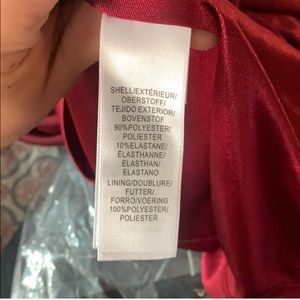 SHELL/EXTÉRIEUR/
OBERSTOFF/
TEJIDO EXTERIOR/
BOVENSTOF
90%POLYESTER/
POLIESTER
10%ELASTANE/
ÉLASTHANNE/
ELASTHAN/
ELASTANO
LINING/DOUBLURE/
FUTTER/
FORRO/VOERING
100%POLYESTER/
POLIESTER